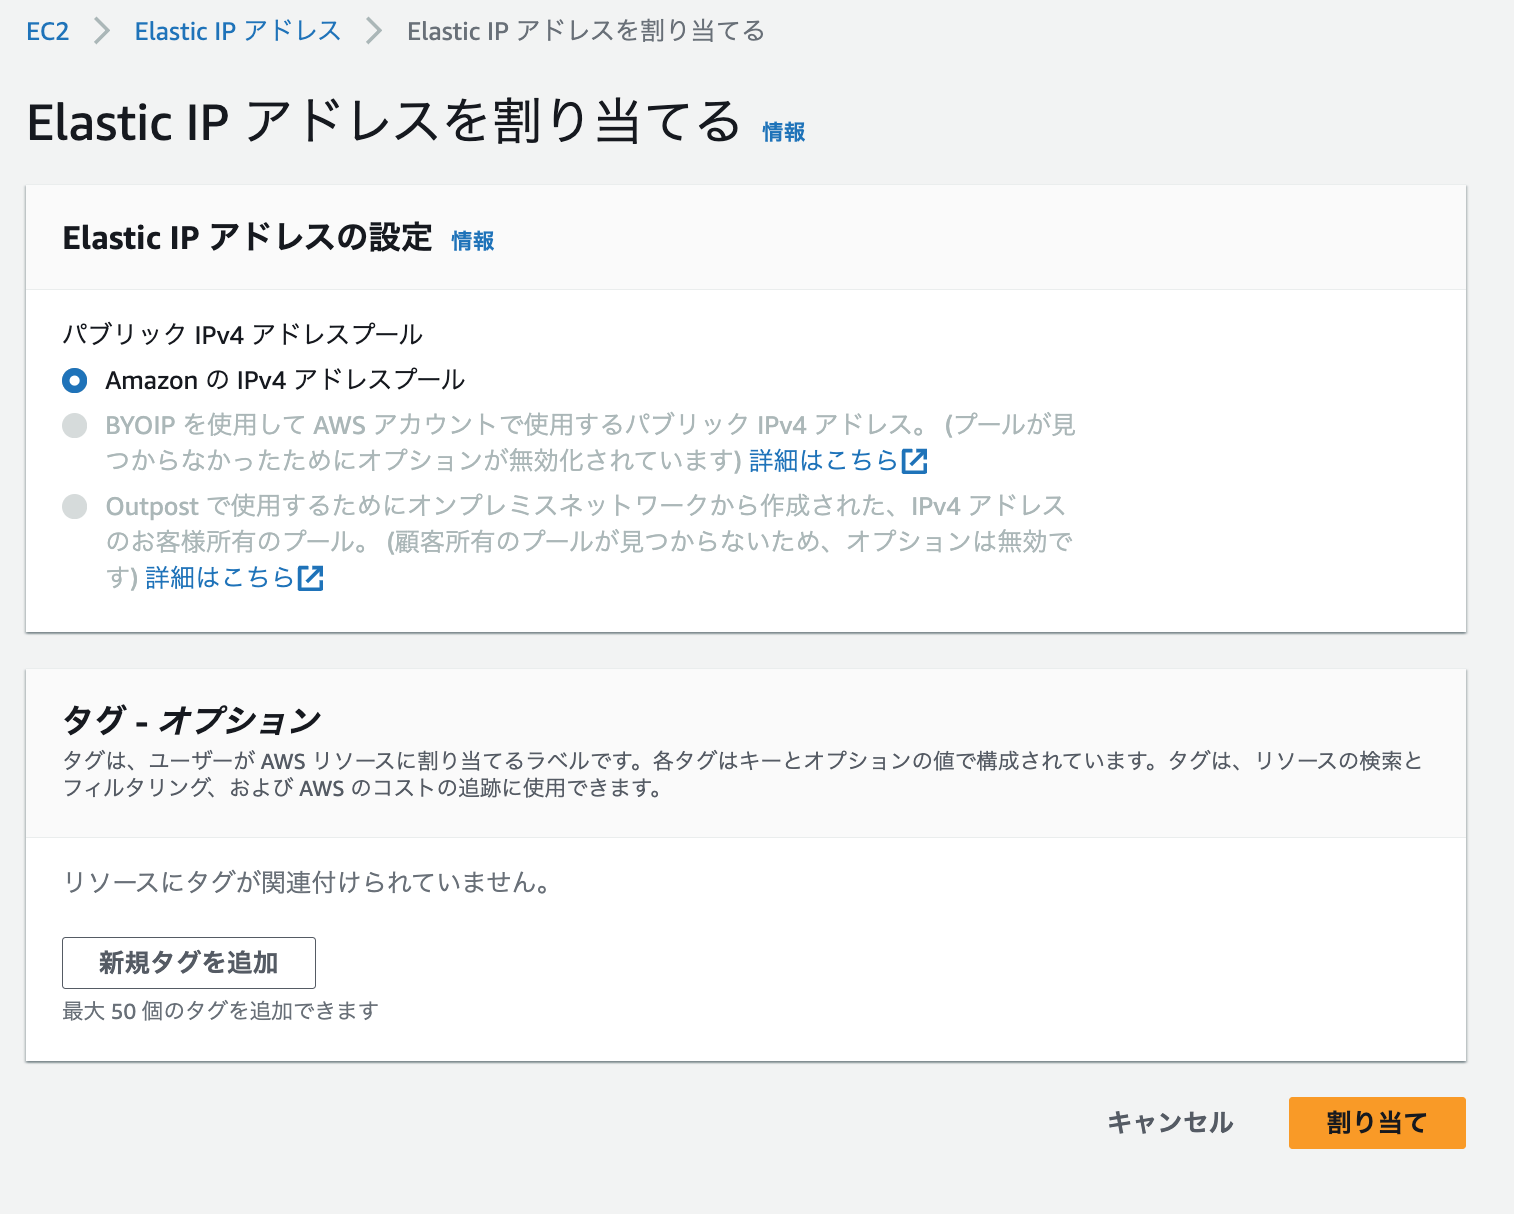 EC2 > Elastic IP アドレス > Elastic IP アドレスを割り当てる
Elastic IP アドレスを割り当てる 情報
Elastic IP アドレスの設定 情報
パブリック IPv4 アドレスプール
Amazon の IPv4 アドレスプール
BYOIP を使用して AWS アカウントで使用するパブリック IPv4 アドレス。 (プールが見
つからなかったためにオプションが無効化されています) 詳細はこちら
Outpost で使用するためにオンプレミスネットワークから作成された、IPv4 アドレス
のお客様所有のプール。 (顧客所有のプールが見つからないため、オプションは無効で
す) 詳細はこちら
タグ - オプション
タグは、ユーザーが AWS リソースに割り当てるラベルです。各タグはキーとオプションの値で構成されています。タグは、リソースの検索と
フィルタリング、および AWS のコストの追跡に使用できます。
リソースにタグが関連付けられていません。
新規タグを追加
最大 50 個のタグを追加できます
キャンセル 割り当て